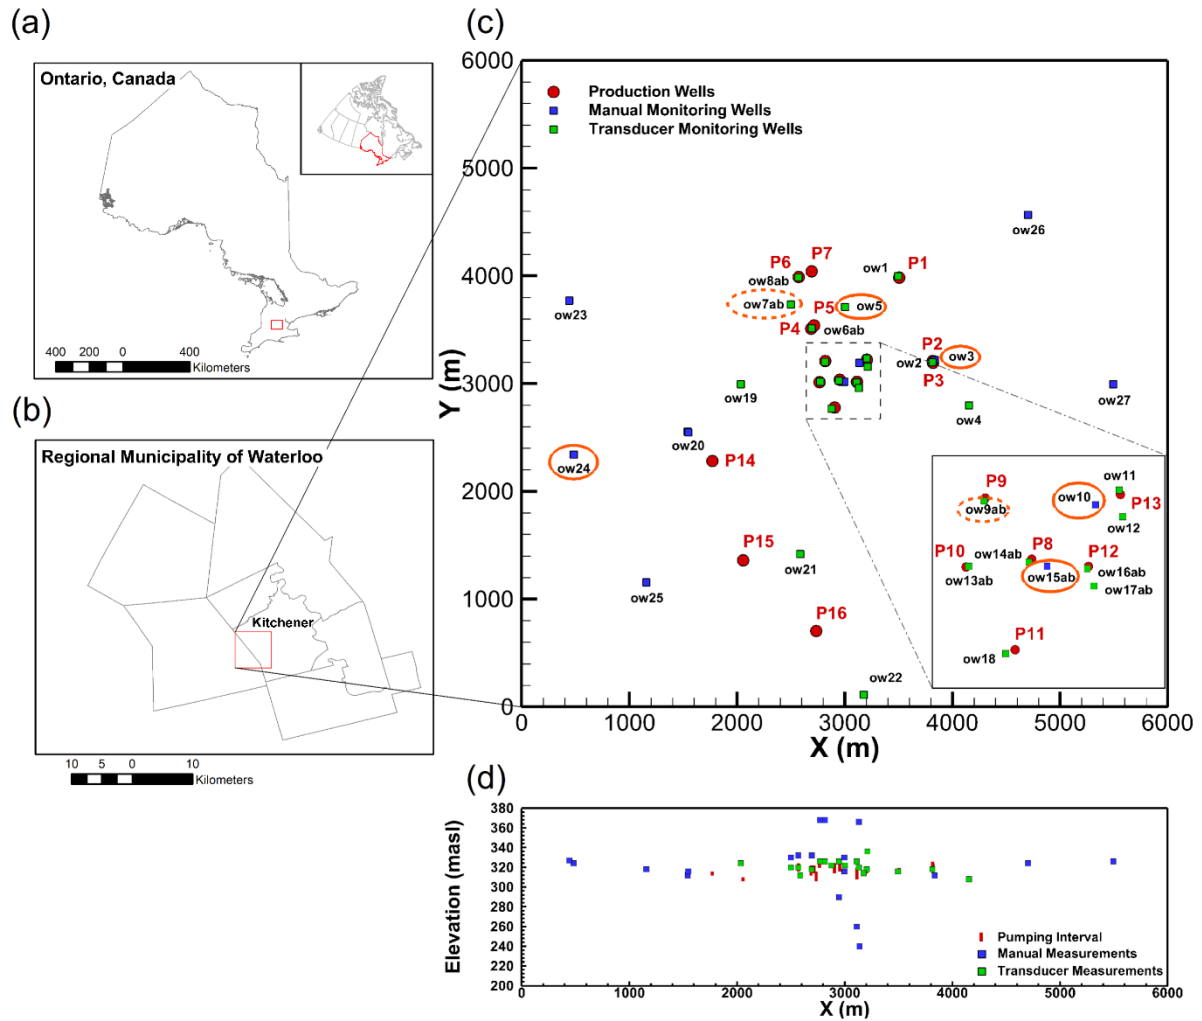 (a)
Ontario, Canada
400 200 0 400
Kilometers
(b)
Regional Municipality of Waterloo
Kitchener
10 5 0 10
Kilometers
(c)
6000
5000
4000
3000
2000
1000
0
Y (m)
Production Wells
Manual Monitoring Wells
Transducer Monitoring Wells
ow26
P7
P6
ow1
P1
ow8ab
ow7ab
P5
ow5
ow23
P4
ow6ab
P2
ow2
ow3
P3
ow19
ow27
ow4
ow20
P14
ow24
ow11
P9
ow10
P13
ow9ab
ow12
P15
ow21
ow14ab
P8
P12
P10
ow16ab
ow13ab
ow15ab
ow17ab
ow25
P16
P11
ow18
ow22
0 1000 2000 3000 4000 5000 6000
X (m)
(d)
380
360
340
320
300
280
260
240
220
200
Elevation (masl)
Pumping Interval
Manual Measurements
Transducer Measurements
0 1000 2000 3000 4000 5000 6000
X (m)